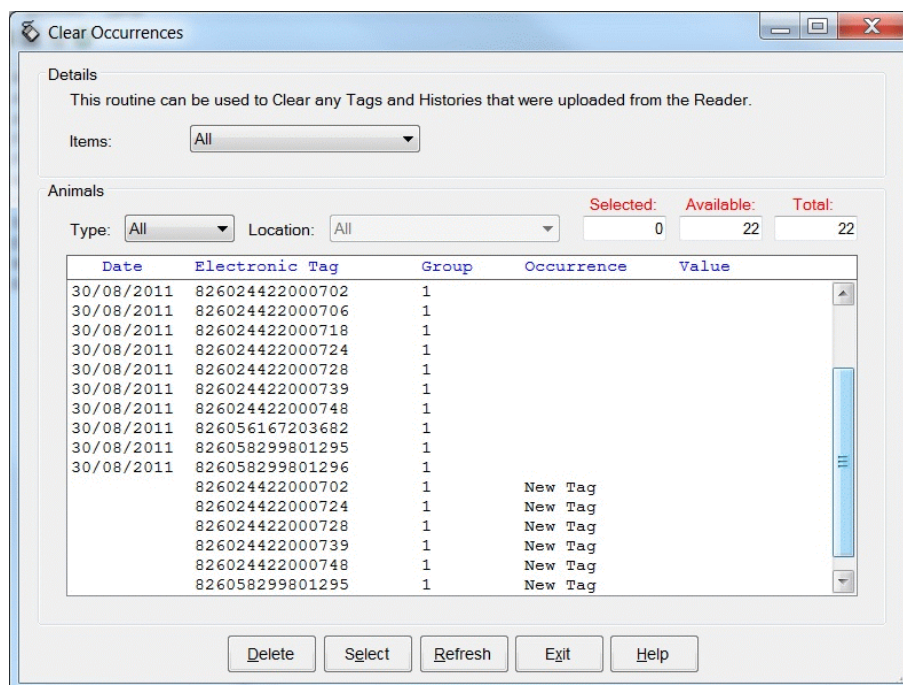 Clear Occurrences
Details
This routine can be used to Clear any Tags and Histories that were uploaded from the Reader.
Items: All
Animals
Selected: Available: Total:
Type: All Location: All 0 22 22
Date Electronic Tag Group Occurrence Value
30/08/2011 826024422000702 1
30/08/2011 826024422000706 1
30/08/2011 826024422000718 1
30/08/2011 826024422000724 1
30/08/2011 826024422000728 1
30/08/2011 826024422000739 1
30/08/2011 826024422000748 1
30/08/2011 826056167203682 1
30/08/2011 826058299801295 1
30/08/2011 826058299801296 1
826024422000702 1 New Tag
826024422000724 1 New Tag
826024422000728 1 New Tag
826024422000739 1 New Tag
826024422000748 1 New Tag
826058299801295 1 New Tag
Delete Select Refresh Exit Help